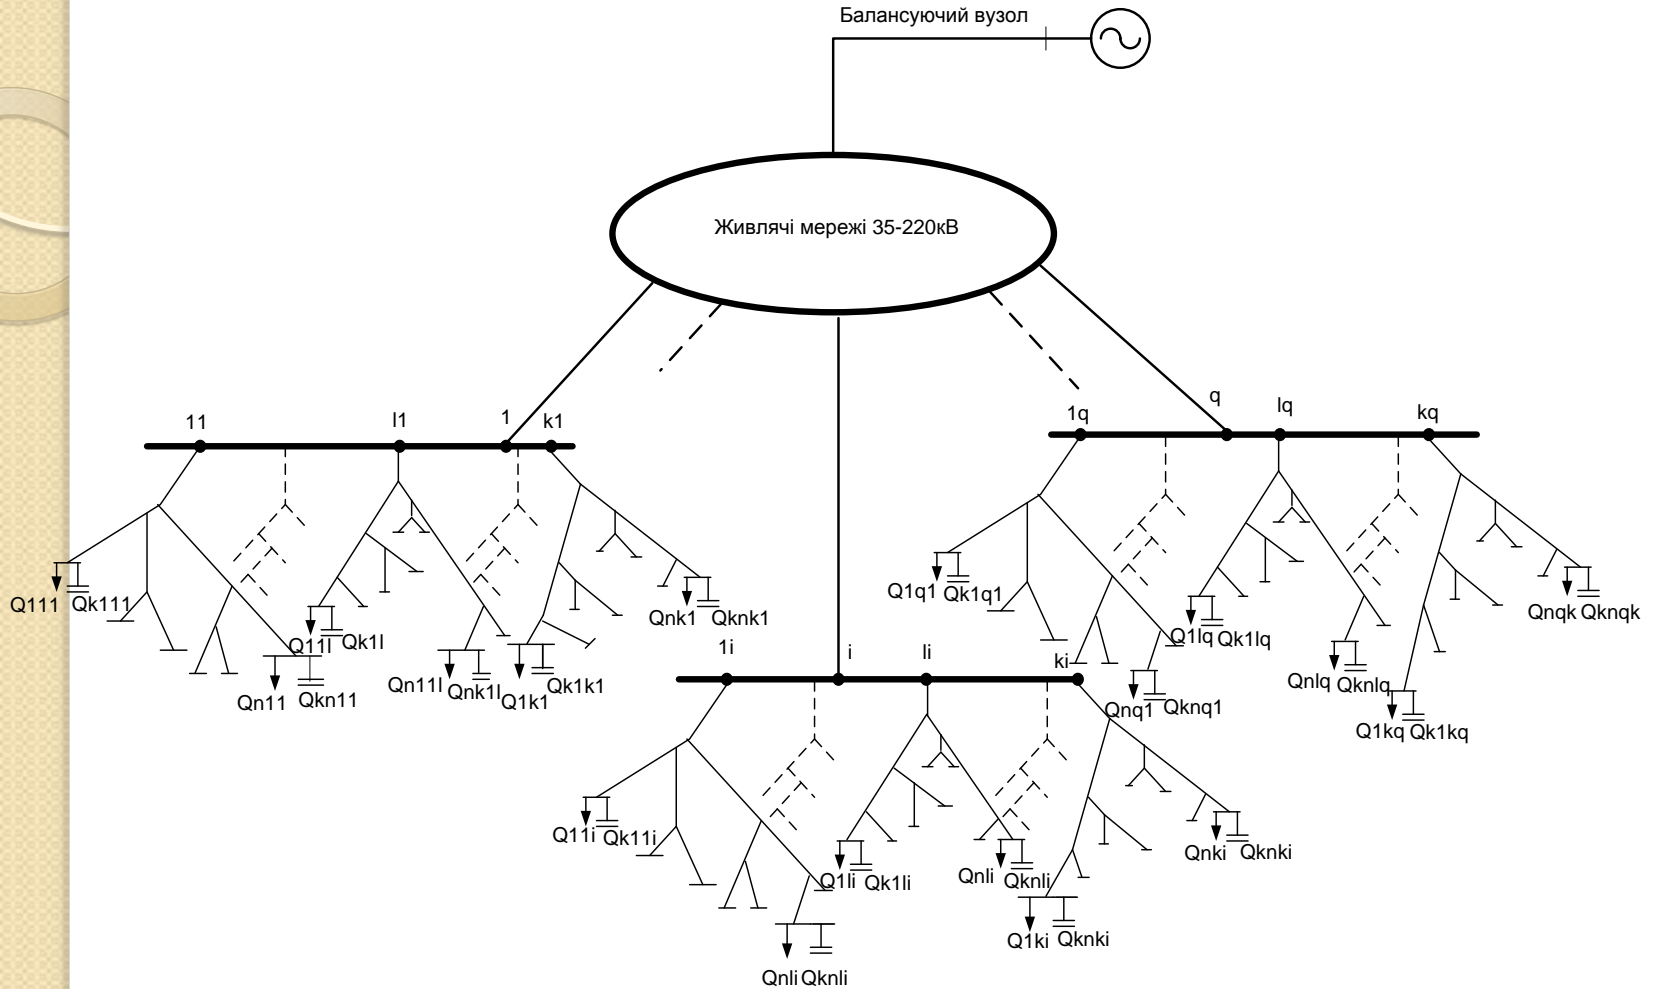 Балансуючий вузол
Живлячі мережі 35-220кВ
11
l1
1
k1
1q
q
lq
kq
Q111
Qk111
Q11l
Qk1l
Qn11
Qkn11
Qn11l
Qnk1l
Q1k1
Qk1k1
Qnk1
Qknk1
Q1q1
Qk1q1
Q1lq
Qk1lq
Qnqk
Qknqk
Qnlq
Qknlq
Qnq1
Qknq1
Q1kq
Qk1kq
1i
i
li
ki
Q11i
Qk11i
Q1li
Qk1li
Qnli
Qknli
Qnki
Qknki
Q1ki
Qknki
Qnli
Qknli